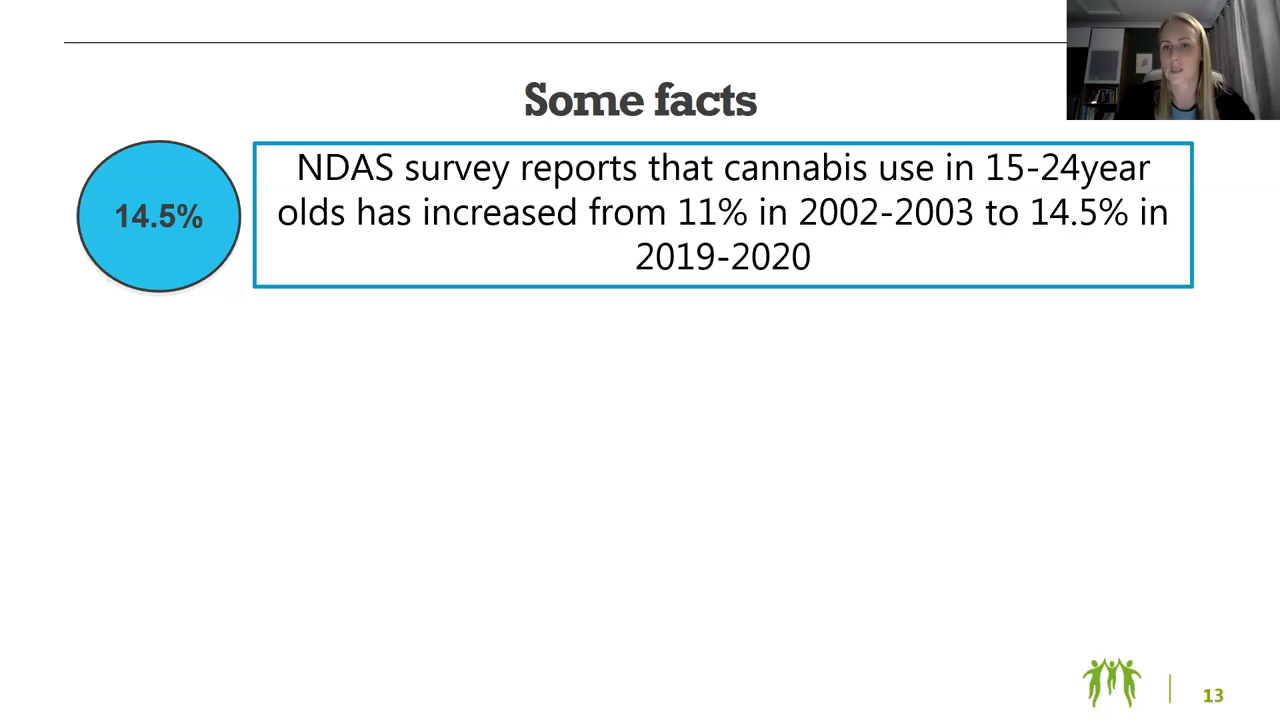 Some facts
14.5%
NDAS survey reports that cannabis use in 15-24year
olds has increased from 11% in 2002-2003 to 14.5% in
2019-2020
13